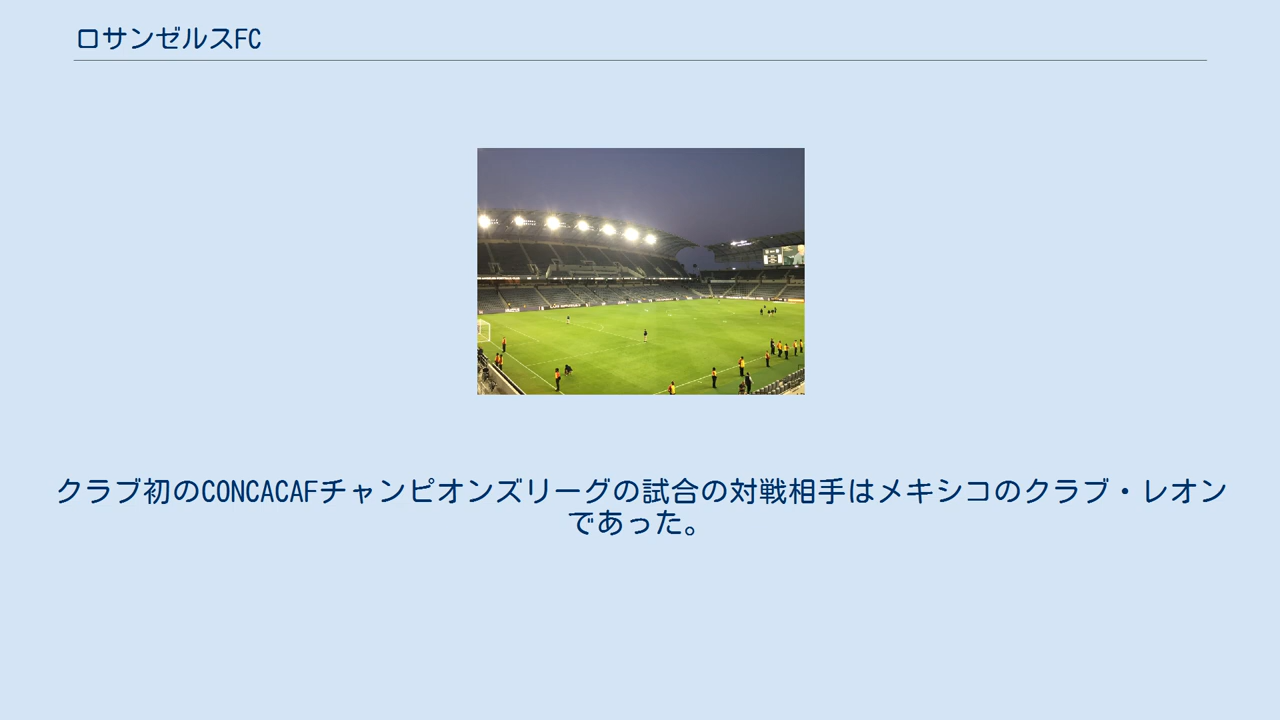 ロサンゼルスFC
クラブ初のCONCACAFチャンピオンズリーグの試合の対戦相手はメキシコのクラブ・レオン
であった。